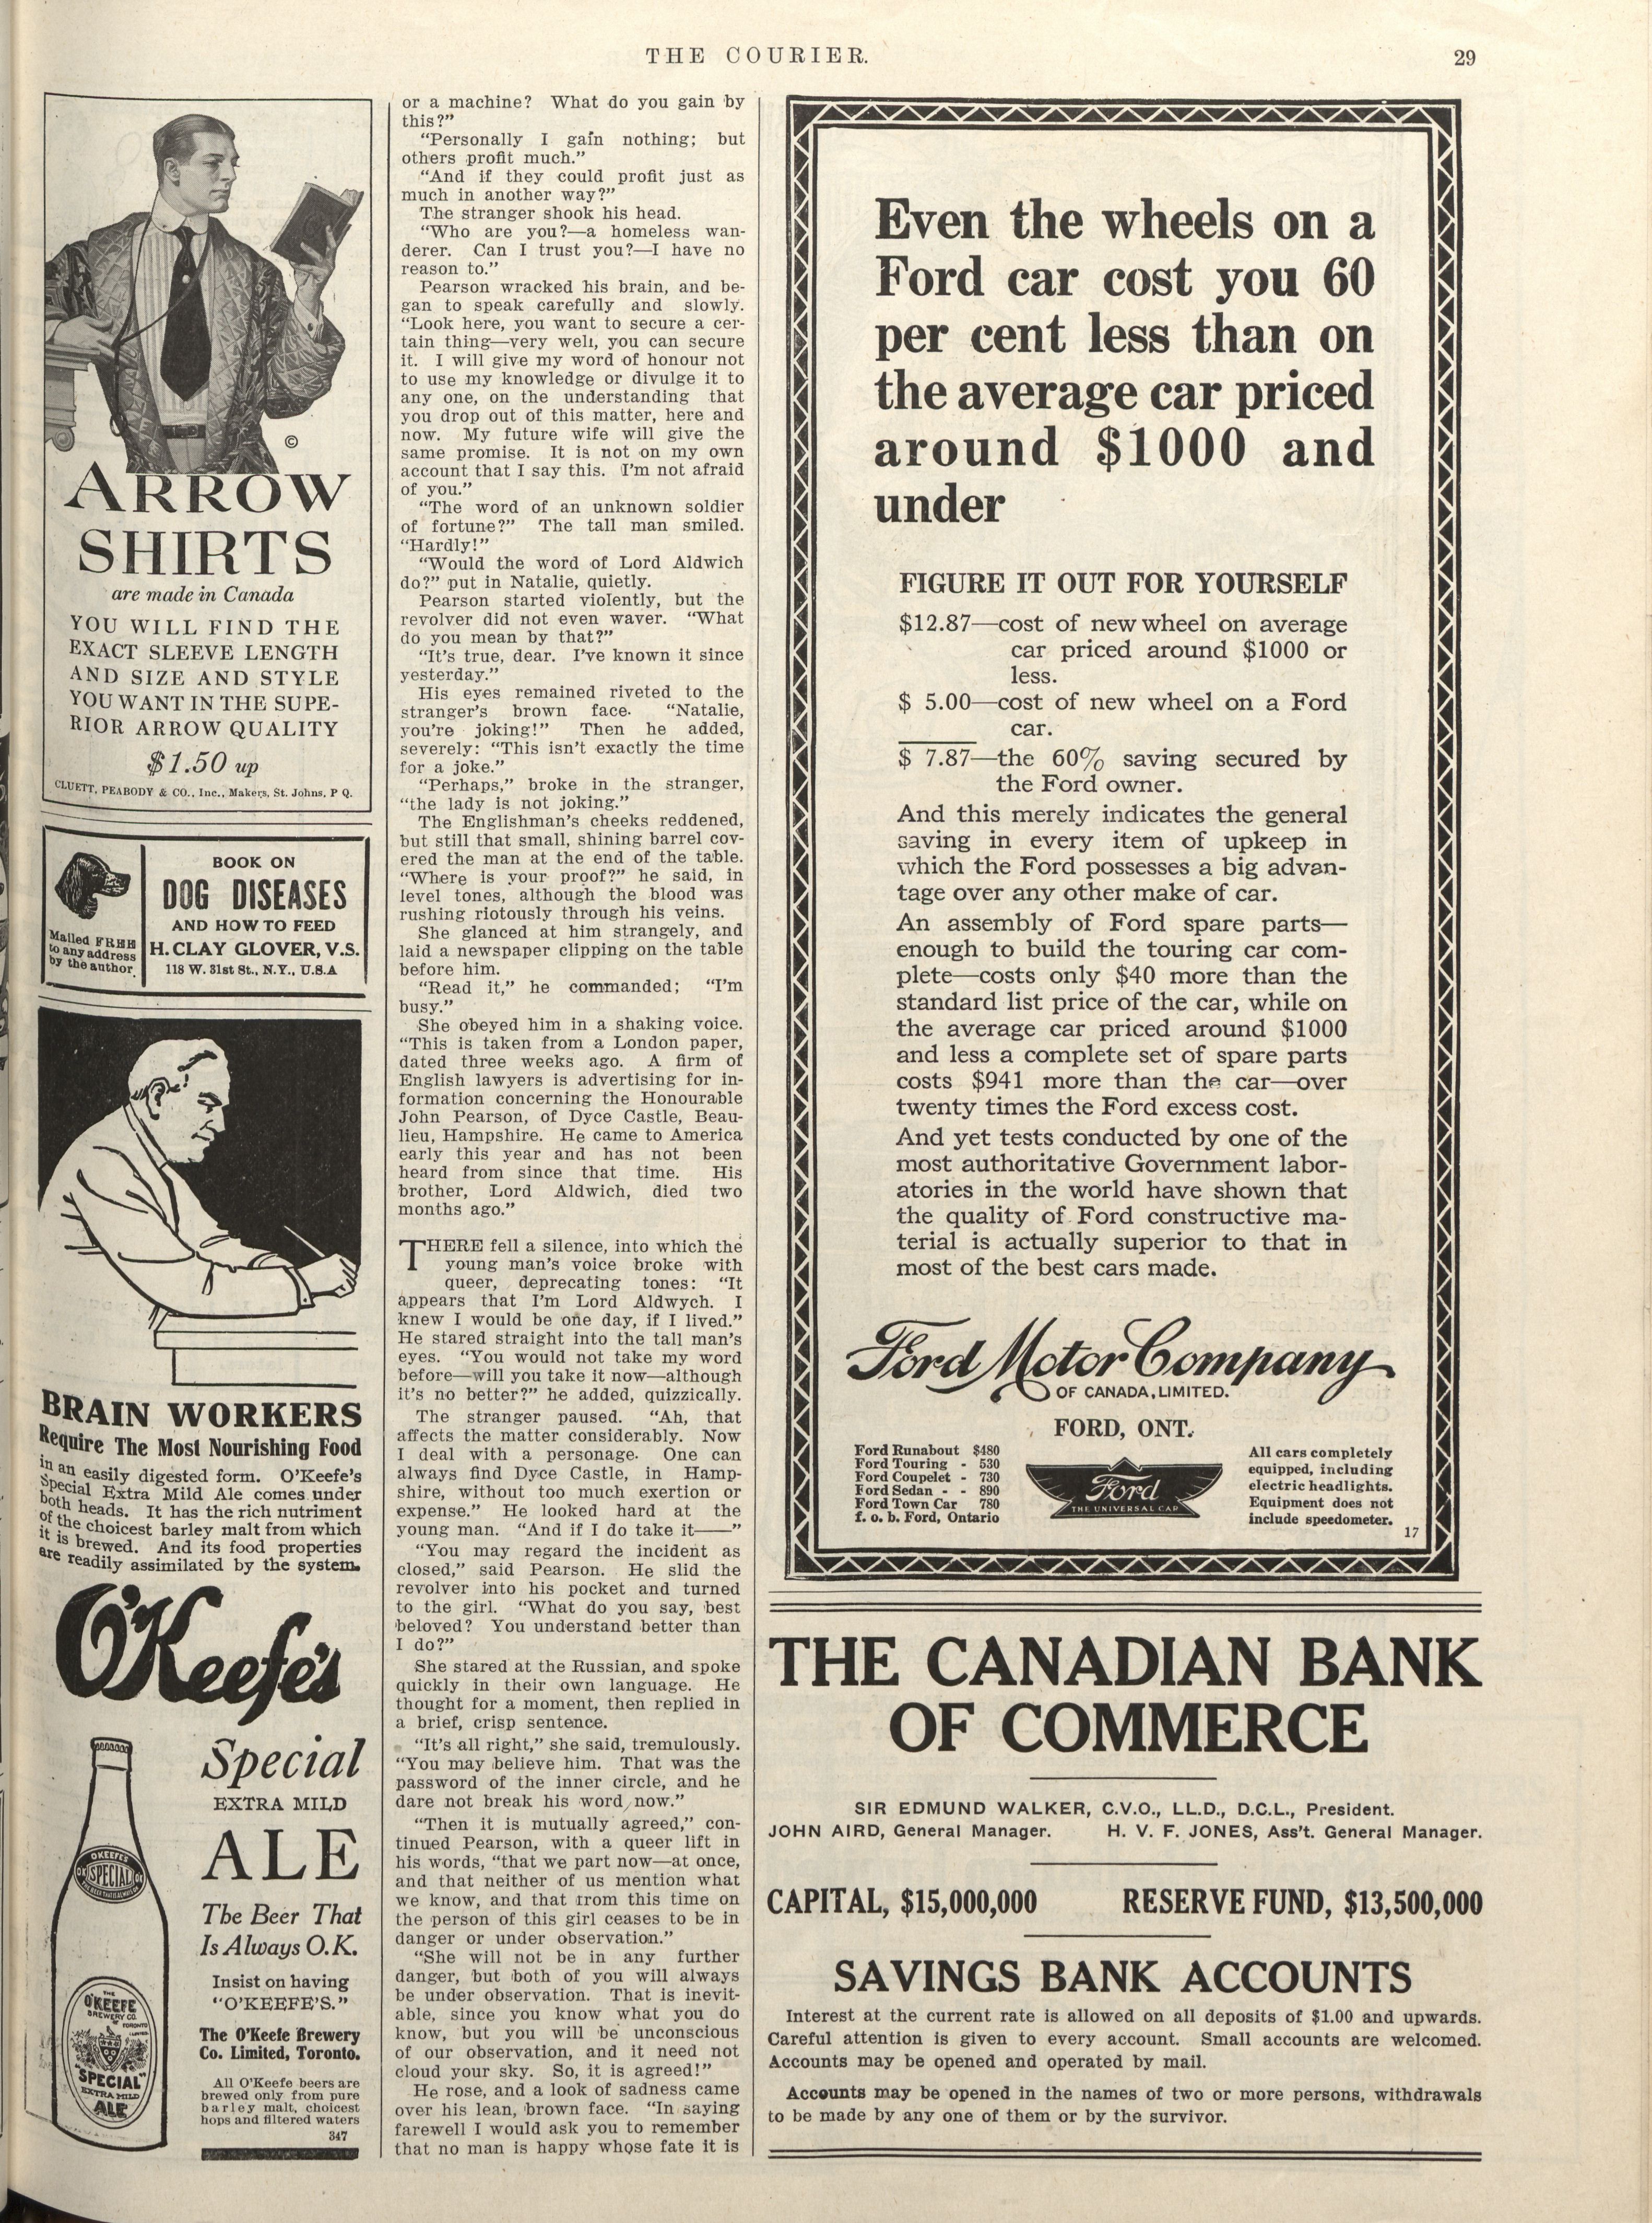 THE COURIER.
29
©
ARROW
SHIRTS
are made in Canada
YOU WILL FIND THE
EXACT SLEEVE LENGTH
AND SIZE AND STYLE
YOU WANT IN THE SUPE-
RIOR ARROW QUALITY
$1.50 up
CLUETT, PEABODY & CO., Inc., Makers, St. Johns, P Q.
Mailed FREE
to any address
by the author.
BOOK ON
DOG DISEASES
AND HOW TO FEED
H. CLAY GLOVER, V.S.
118 W. 31st St., N.Y., U.S.A
BRAIN WORKERS
Require The Most Nourishing Food
in an easily digested form. O'Keefe's
Special Extra Mild Ale comes under
both heads. It has the rich nutriment
of the choicest barley malt from which
it is brewed. And its food properties
are readily assimilated by the system.
O'Keefe's
Special
EXTRA MILD
ALE
The Beer That
Is Always O.K.
Insist on having
"O'KEEFE'S."
The O'Keefe Brewery
Co. Limited, Toronto.
All O'Keefe beers are
brewed only from pure
barley malt, choicest
hops and filtered waters
347
O'KEEFE'S
SPECIAL
THE
O'KEEFE
BREWERY CO.
OF TORONTO
LIMITED
"SPECIAL"
EXTRA MILD
ALE
or a machine? What do you gain by
this?"
"Personally I gain nothing; but
others profit much."
"And if they could profit just as
much in another way?"
The stranger shook his head.
"Who are you?—a homeless wan-
derer. Can I trust you?—I have no
reason to."
Pearson wracked his brain, and be-
gan to speak carefully and slowly.
"Look here, you want to secure a cer-
tain thing—very well, you can secure
it. I will give my word of honour not
to use my knowledge or divulge it to
any one, on the understanding that
you drop out of this matter, here and
now. My future wife will give the
same promise. It is not on my own
account that I say this. I'm not afraid
of you."
"The word of an unknown soldier
of fortune?" The tall man smiled.
"Hardly!"
"Would the word of Lord Aldwich
do?" put in Natalie, quietly.
Pearson started violently, but the
revolver did not even waver. "What
do you mean by that?"
"It's true, dear. I've known it since
yesterday."
His eyes remained riveted to the
stranger's brown face. "Natalie,
you're joking!" Then he added,
severely: "This isn't exactly the time
for a joke."
"Perhaps," broke in the stranger,
"the lady is not joking."
The Englishman's cheeks reddened,
but still that small, shining barrel cov-
ered the man at the end of the table.
"Where is your proof?" he said, in
level tones, although the blood was
rushing riotously through his veins.
She glanced at him strangely, and
laid a newspaper clipping on the table
before him.
"Read it," he commanded; "I'm
busy."
She obeyed him in a shaking voice.
"This is taken from a London paper,
dated three weeks ago. A firm of
English lawyers is advertising for in-
formation concerning the Honourable
John Pearson, of Dyce Castle, Beau-
lieu, Hampshire. He came to America
early this year and has not been
heard from since that time. His
brother, Lord Aldwich, died two
months ago."
THERE fell a silence, into which the
young man's voice broke with
queer, deprecating tones: "It
appears that I'm Lord Aldwych. I
knew I would be one day, if I lived."
He stared straight into the tall man's
eyes. "You would not take my word
before—will you take it now—although
it's no better?" he added, quizzically.
The stranger paused. "Ah, that
affects the matter considerably. Now
I deal with a personage. One can
always find Dyce Castle, in Hamp-
shire, without too much exertion or
expense." He looked hard at the
young man. "And if I do take it——"
"You may regard the incident as
closed," said Pearson. He slid the
revolver into his pocket and turned
to the girl. "What do you say, best
beloved? You understand better than
I do?"
She stared at the Russian, and spoke
quickly in their own language. He
thought for a moment, then replied in
a brief, crisp sentence.
"It's all right," she said, tremulously.
"You may believe him. That was the
password of the inner circle, and he
dare not break his word now."
"Then it is mutually agreed," con-
tinued Pearson, with a queer lift in
his words, "that we part now—at once,
and that neither of us mention what
we know, and that from this time on
the person of this girl ceases to be in
danger or under observation."
"She will not be in any further
danger, but both of you will always
be under observation. That is inevit-
able, since you know what you do
know, but you will be unconscious
of our observation, and it need not
cloud your sky. So, it is agreed!"
He rose, and a look of sadness came
over his lean, brown face. "In saying
farewell I would ask you to remember
that no man is happy whose fate it is
Even the wheels on a
Ford car cost you 60
per cent less than on
the average car priced
around $1000 and
under
FIGURE IT OUT FOR YOURSELF
$12.87—cost of new wheel on average
car priced around $1000 or
less.
$ 5.00—cost of new wheel on a Ford
car.
$ 7.87—the 60% saving secured by
the Ford owner.
And this merely indicates the general
saving in every item of upkeep in
which the Ford possesses a big advan-
tage over any other make of car.
An assembly of Ford spare parts—
enough to build the touring car com-
plete—costs only $40 more than the
standard list price of the car, while on
the average car priced around $1000
and less a complete set of spare parts
costs $941 more than the car—over
twenty times the Ford excess cost.
And yet tests conducted by one of the
most authoritative Government labor-
atories in the world have shown that
the quality of Ford constructive ma-
terial is actually superior to that in
most of the best cars made.
Ford Motor Company
OF CANADA, LIMITED.
FORD, ONT.
Ford Runabout $480
Ford Touring - 530
Ford Coupelet - 730
Ford Sedan - - 890
Ford Town Car 780
f. o. b. Ford, Ontario
Ford
THE UNIVERSAL CAR
All cars completely
equipped, including
electric headlights.
Equipment does not
include speedometer.
17
THE CANADIAN BANK
OF COMMERCE
SIR EDMUND WALKER, C.V.O., LL.D., D.C.L., President.
JOHN AIRD, General Manager. H. V. F. JONES, Ass't. General Manager.
CAPITAL, $15,000,000 RESERVE FUND, $13,500,000
SAVINGS BANK ACCOUNTS
Interest at the current rate is allowed on all deposits of $1.00 and upwards.
Careful attention is given to every account. Small accounts are welcomed.
Accounts may be opened and operated by mail.
Accounts may be opened in the names of two or more persons, withdrawals
to be made by any one of them or by the survivor.